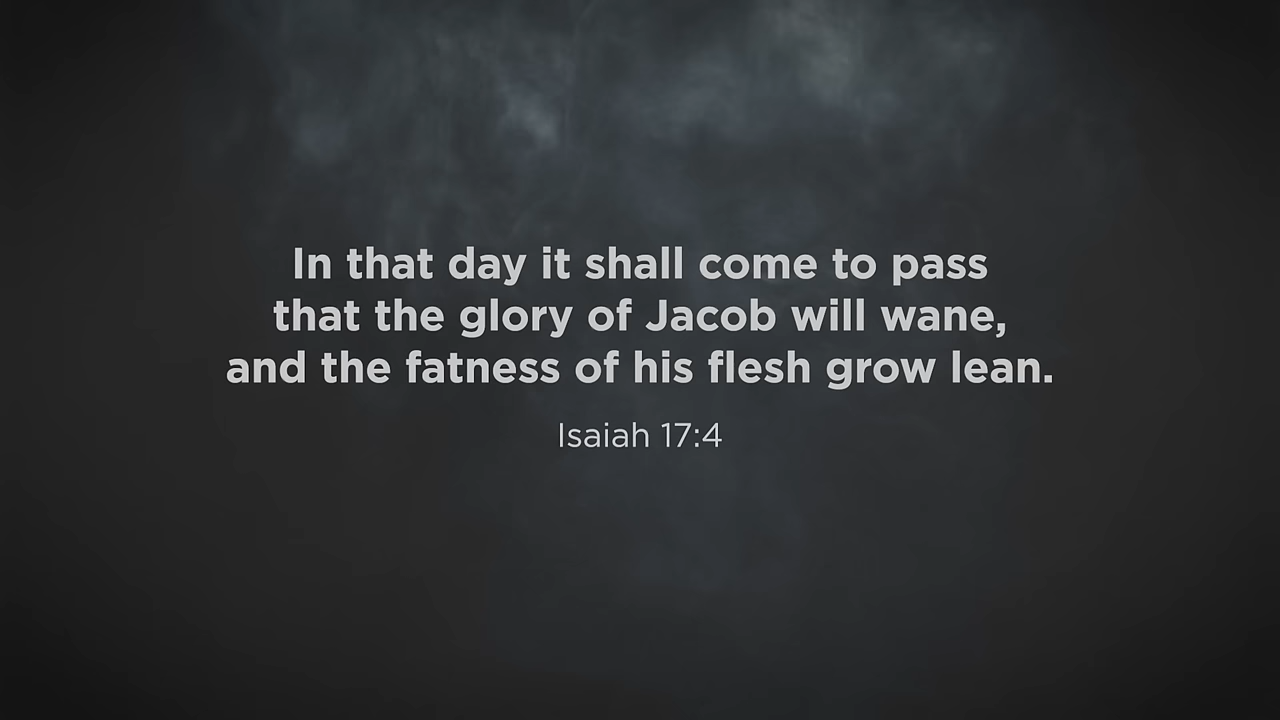 In that day it shall come to pass
that the glory of Jacob will wane,
and the fatness of his flesh grow lean.
Isaiah 17:4